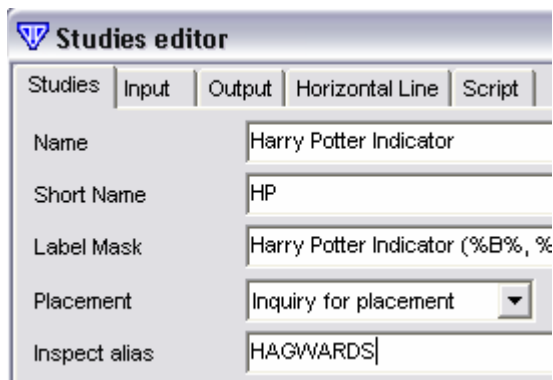 Studies editor
Studies Input Output Horizontal Line Script
Name Harry Potter Indicator
Short Name HP
Label Mask Harry Potter Indicator (%B%, %
Placement Inquiry for placement
Inspect alias HAGWARDS